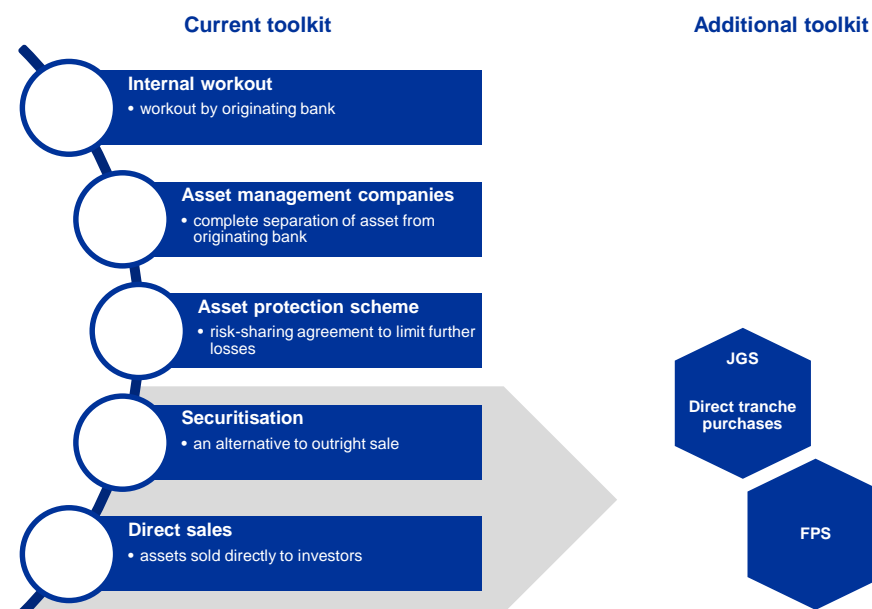 Current toolkit
Additional toolkit
Internal workout
• workout by originating bank
Asset management companies
• complete separation of asset from
originating bank
Asset protection scheme
• risk-sharing agreement to limit further
losses
Securitisation
• an alternative to outright sale
Direct sales
• assets sold directly to investors
JGS
Direct tranche
purchases
FPS